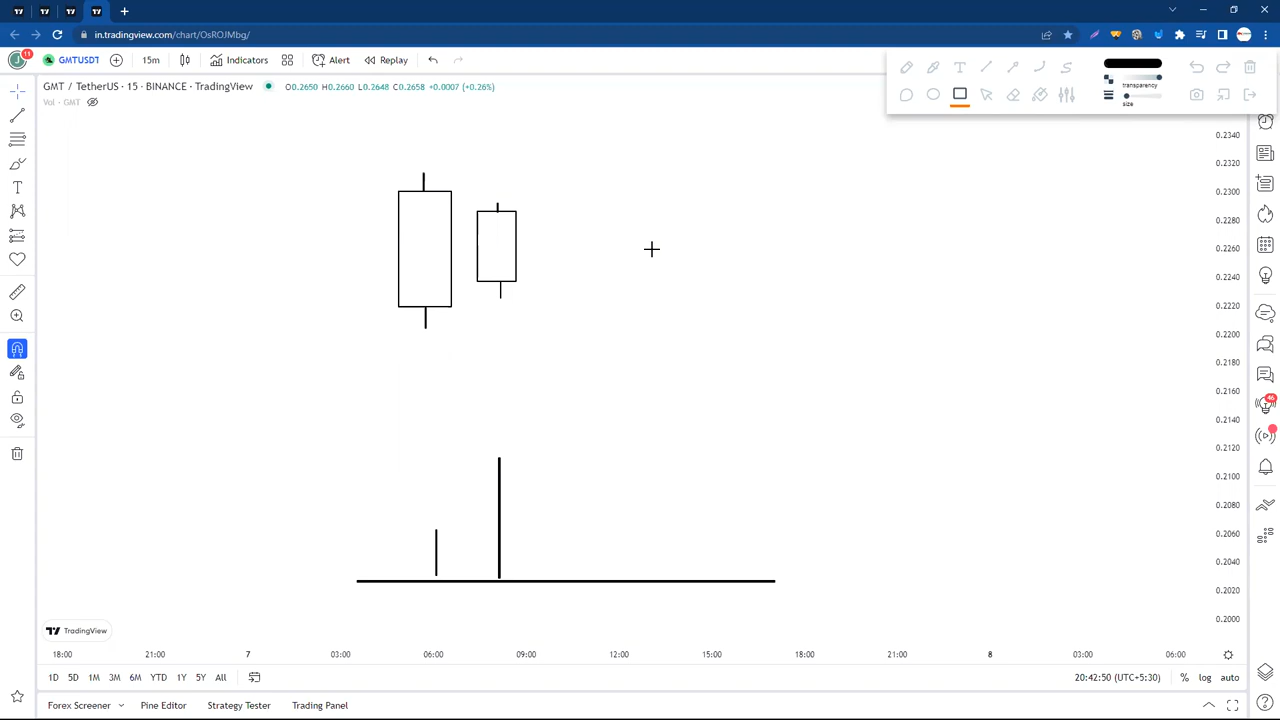 in.tradingview.com/chart/OsROJMbg/
J 11 GMTUSDT 15m Indicators Alert Replay
GMT / TetherUS · 15 · BINANCE · TradingView O0.2650 H0.2660 L0.2648 C0.2658 +0.0007 (+0.26%)
Vol · GMT
transparency
size
0.2340
0.2320
0.2300
0.2280
0.2260
0.2240
0.2220
0.2200
0.2180
0.2160
0.2140
0.2120
0.2100
0.2080
0.2060
0.2040
0.2020
0.2000
46
TradingView
18:00 21:00 7 03:00 06:00 09:00 12:00 15:00 18:00 21:00 8 03:00 06:00
1D 5D 1M 3M 6M YTD 1Y 5Y All 20:42:50 (UTC+5:30) % log auto
Forex Screener Pine Editor Strategy Tester Trading Panel